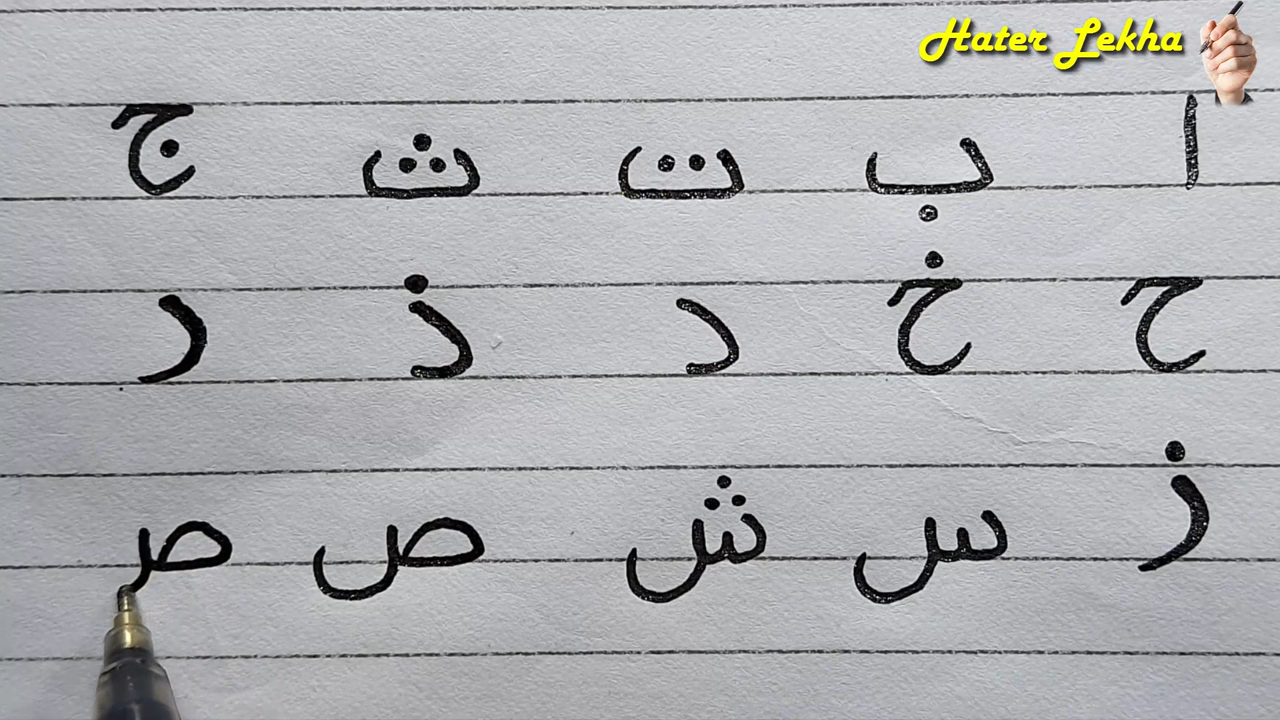 Hater Lekha
ا ب ت ث ج
ح خ د ذ ر
ز س ش ص